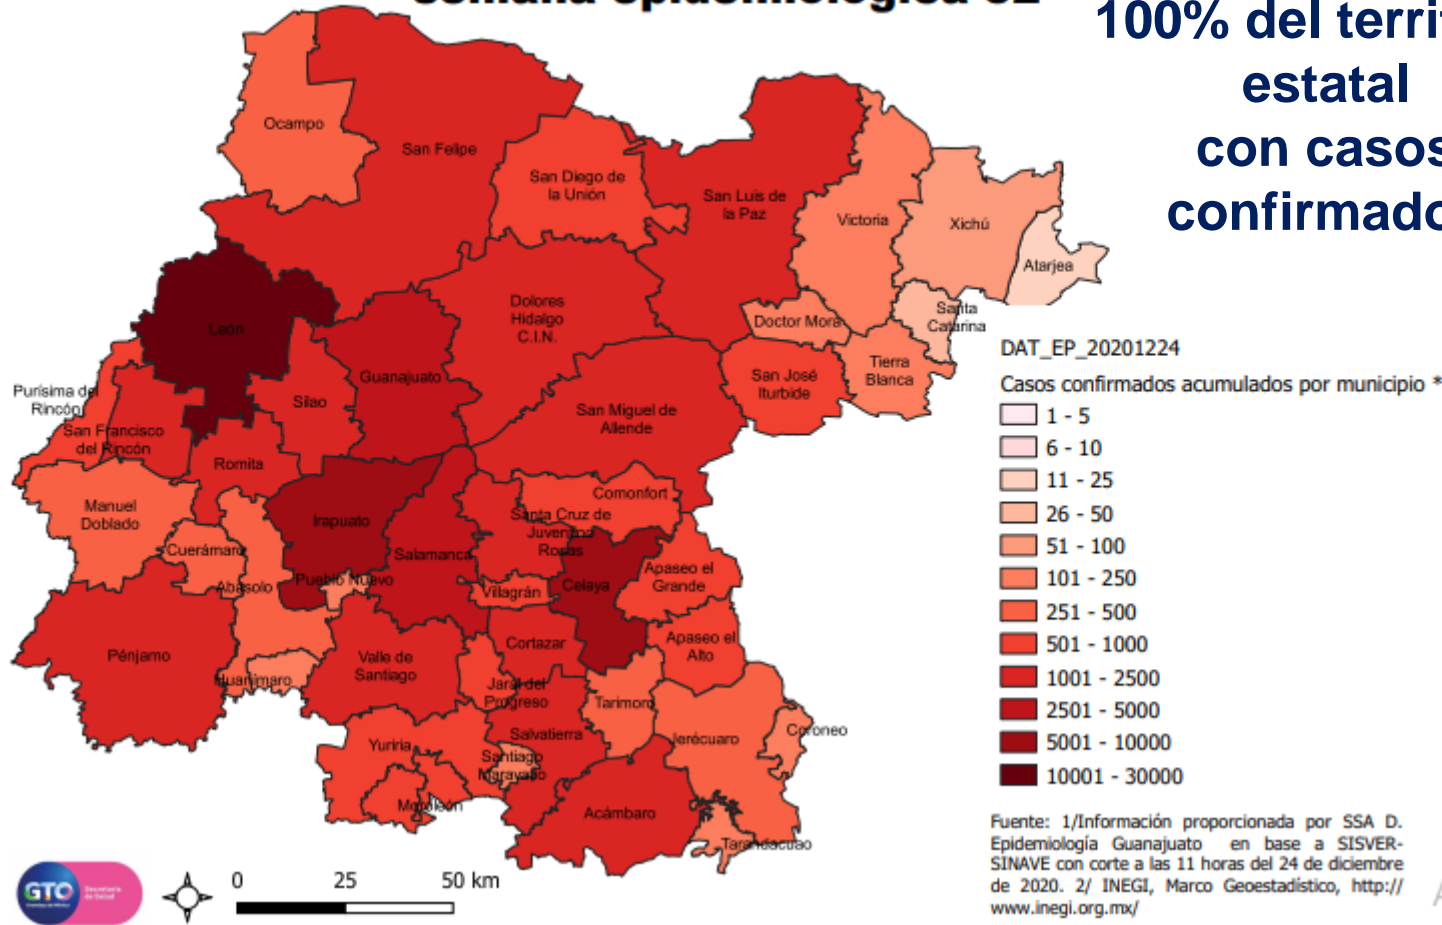 semana epidemiológica 52
100% del territ
estatal
con casos
confirmado
Ocampo
San Felipe
San Diego de
la Unión
San Luis de
la Paz
Victoria
Xichú
Atarjea
León
Dolores
Hidalgo
C.I.N.
Doctor Mora
Santa
Catarina
Guanajuato
Tierra
Blanca
San José
Iturbide
Purísima del
Rincón
Silao
San Miguel de
Allende
San Francisco
del Rincón
Romita
Manuel
Doblado
Irapuato
Comonfort
Santa Cruz de
Juventino
Rosas
Cuerámaro
Salamanca
Abasolo
Pueblo Nuevo
Villagrán
Celaya
Apaseo el
Grande
Pénjamo
Valle de
Santiago
Cortazar
Apaseo el
Alto
Huanímaro
Jaral del
Progreso
Tarimoro
Yuriria
Salvatierra
Jerécuaro
Coroneo
Santiago
Maravatío
Moroleón
Acámbaro
Tarandacuao
DAT_EP_20201224
Casos confirmados acumulados por municipio *
1 - 5
6 - 10
11 - 25
26 - 50
51 - 100
101 - 250
251 - 500
501 - 1000
1001 - 2500
2501 - 5000
5001 - 10000
10001 - 30000
Fuente: 1/Información proporcionada por SSA D.
Epidemiología Guanajuato en base a SISVER-
SINAVE con corte a las 11 horas del 24 de diciembre
de 2020. 2/ INEGI, Marco Geoestadístico, http://
www.inegi.org.mx/
GTO
Secretaría
de Salud
0 25 50 km